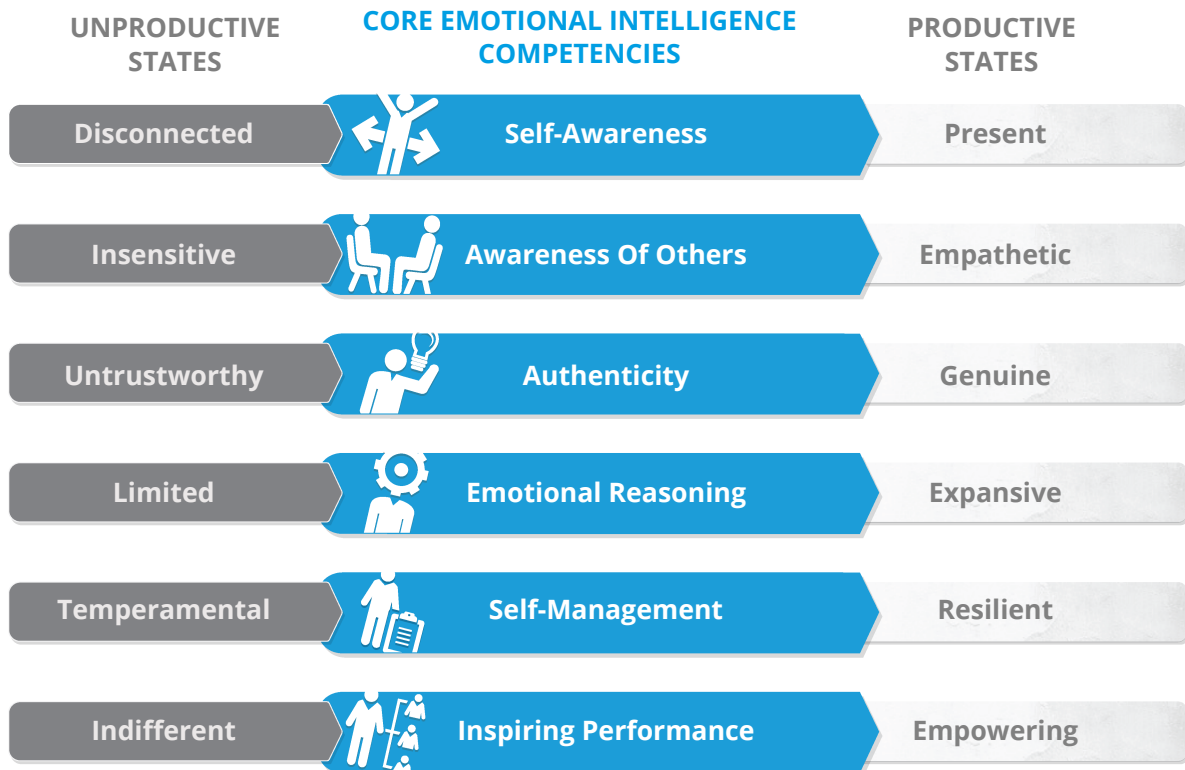 UNPRODUCTIVE
STATES
CORE EMOTIONAL INTELLIGENCE
COMPETENCIES
PRODUCTIVE
STATES
Disconnected
Self-Awareness
Present
Insensitive
Awareness Of Others
Empathetic
Untrustworthy
Authenticity
Genuine
Limited
Emotional Reasoning
Expansive
Temperamental
Self-Management
Resilient
Indifferent
Inspiring Performance
Empowering